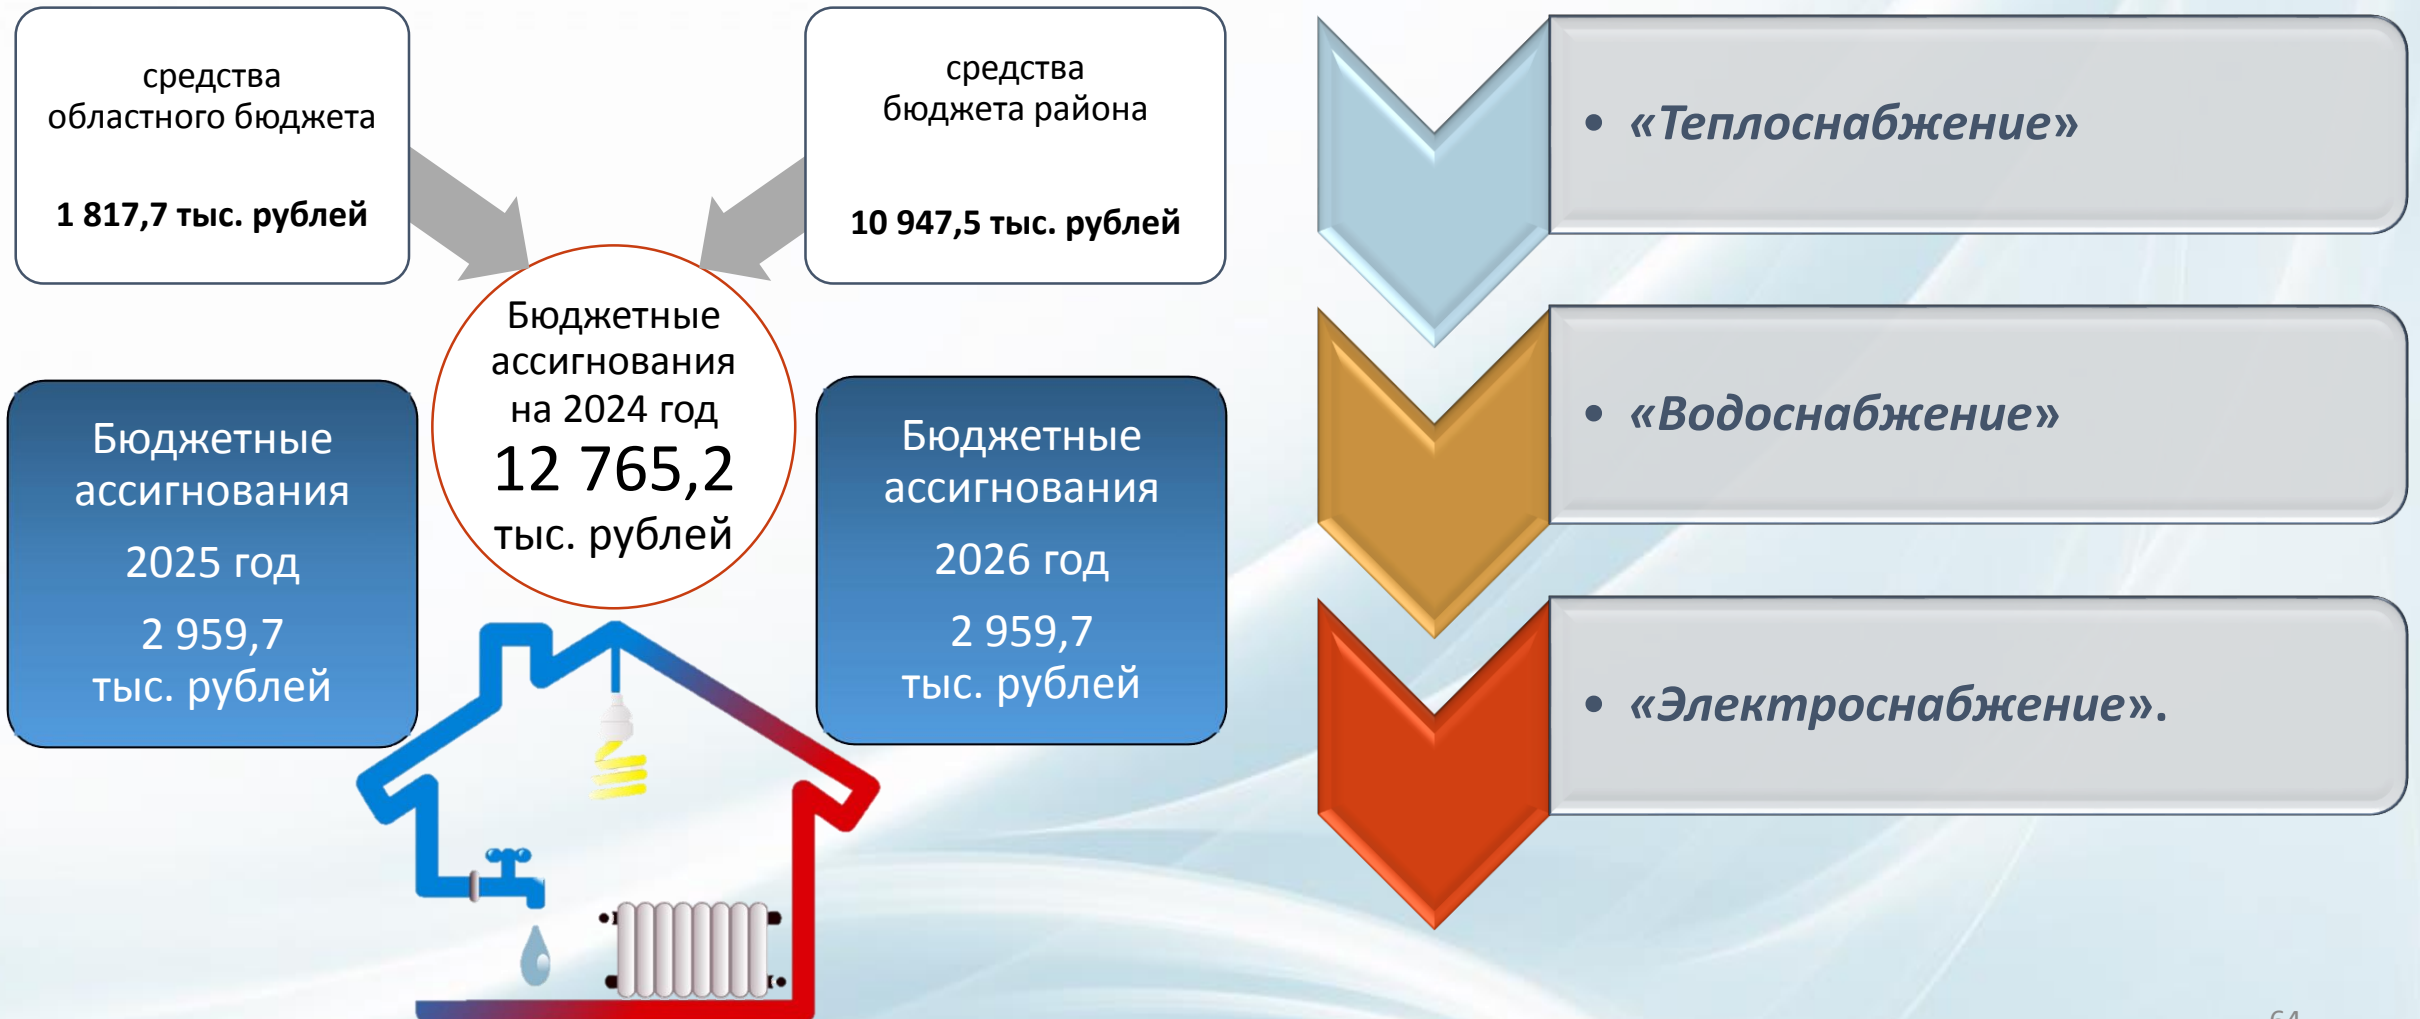 средства
областного бюджета
1 817,7 тыс. рублей
средства
бюджета района
10 947,5 тыс. рублей
Бюджетные
ассигнования
на 2024 год
12 765,2
тыс. рублей
Бюджетные
ассигнования
2025 год
2 959,7
тыс. рублей
Бюджетные
ассигнования
2026 год
2 959,7
тыс. рублей
• «Теплоснабжение»
• «Водоснабжение»
• «Электроснабжение».
64